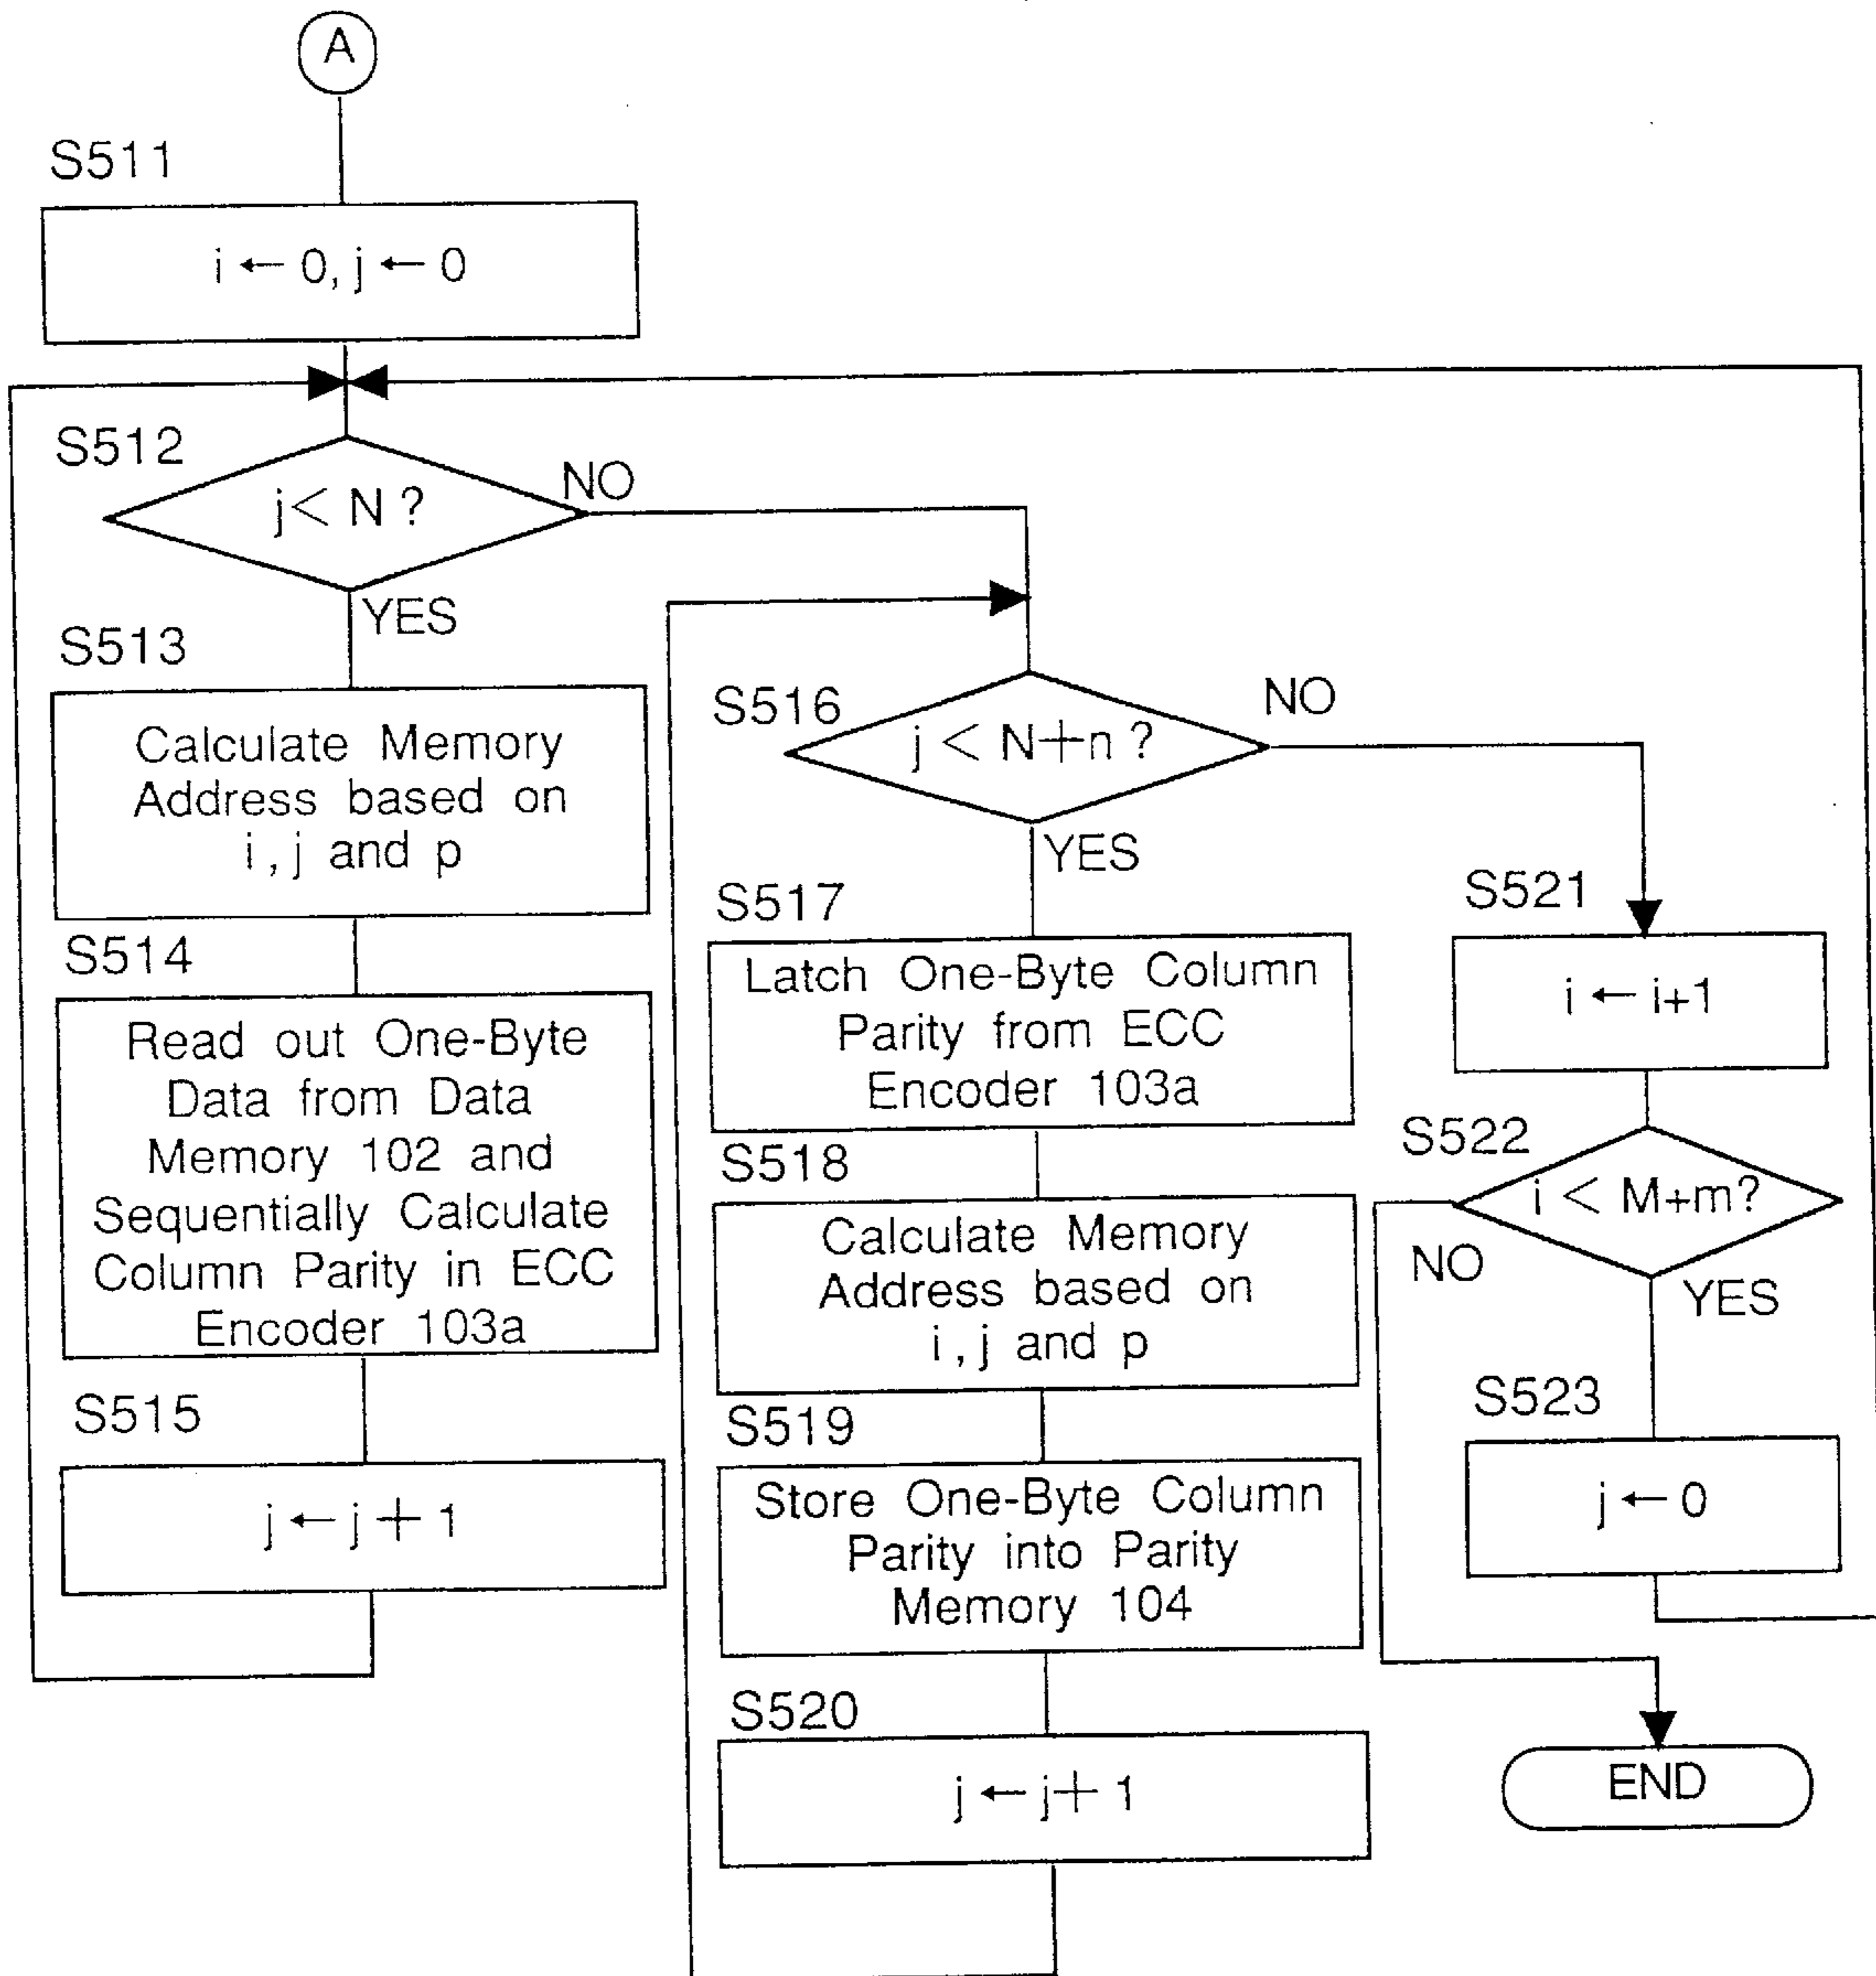 A
S511
i ← 0, j ← 0
S512
j < N ?
NO
YES
S513
Calculate Memory
Address based on
i, j and p
S514
Read out One-Byte
Data from Data
Memory 102 and
Sequentially Calculate
Column Parity in ECC
Encoder 103a
S515
j ← j + 1
S516
j < N+n ?
NO
YES
S517
Latch One-Byte Column
Parity from ECC
Encoder 103a
S518
Calculate Memory
Address based on
i, j and p
S519
Store One-Byte Column
Parity into Parity
Memory 104
S520
j ← j + 1
S521
i ← i+1
S522
i < M+m?
NO
YES
S523
j ← 0
END